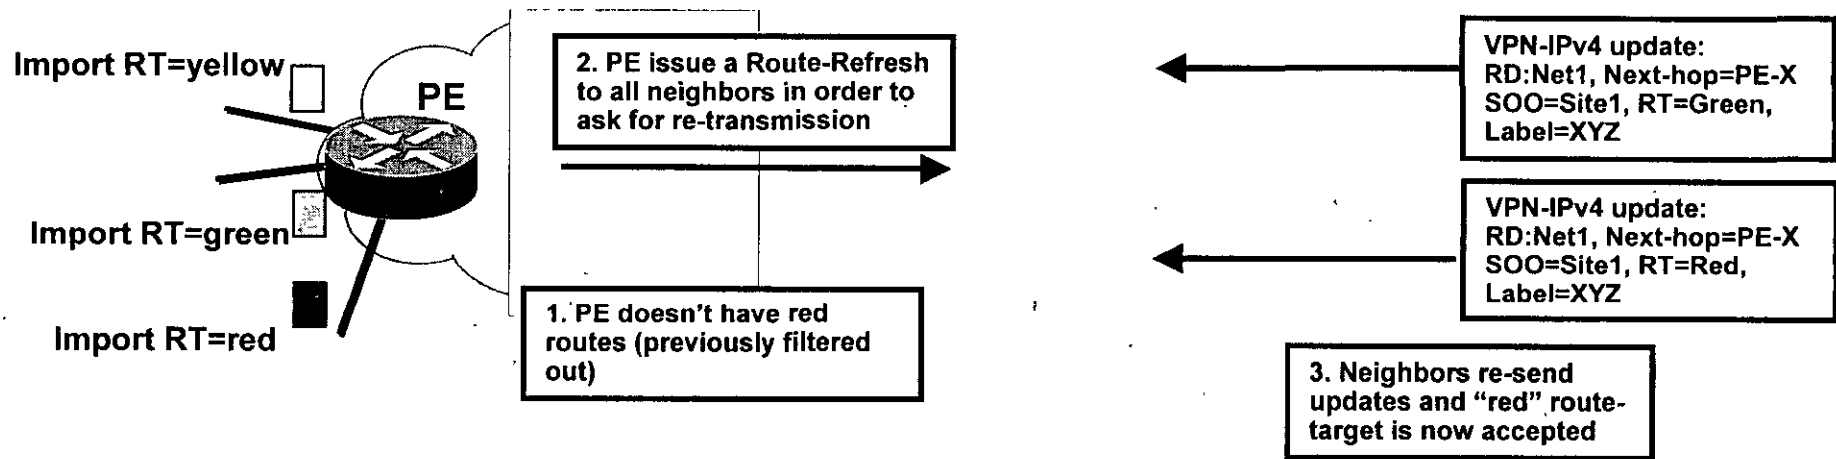 Import RT=yellow
PE
Import RT=green
Import RT=red
2. PE issue a Route-Refresh
to all neighbors in order to
ask for re-transmission
1. PE doesn't have red
routes (previously filtered
out)
VPN-IPv4 update:
RD:Net1, Next-hop=PE-X
SOO=Site1, RT=Green,
Label=XYZ
VPN-IPv4 update:
RD:Net1, Next-hop=PE-X
SOO=Site1, RT=Red,
Label=XYZ
3. Neighbors re-send
updates and “red” route-
target is now accepted